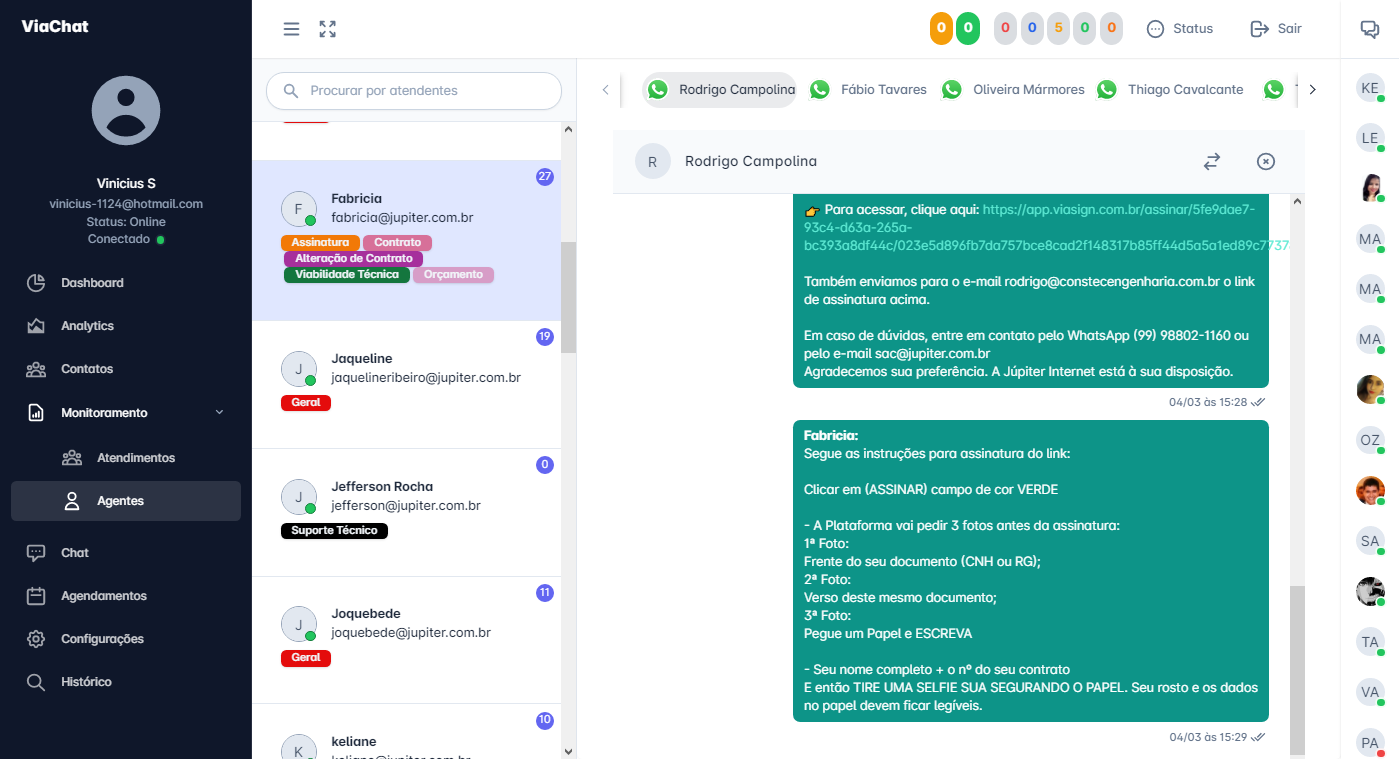 ViaChat
Vinicius S
vinicius-1124@hotmail.com
Status: Online
Conectado
Dashboard
Analytics
Contatos
Monitoramento
Atendimentos
Agentes
Chat
Agendamentos
Configurações
Histórico
0 0 0 0 5 0 0 Status Sair
Procurar por atendentes
27
F
Fabricia
fabricia@jupiter.com.br
Assinatura Contrato
Alteração de Contrato
Viabilidade Técnica Orçamento
19
J
Jaqueline
jaquelineribeiro@jupiter.com.br
Geral
0
J
Jefferson Rocha
jefferson@jupiter.com.br
Suporte Técnico
11
J
Joquebede
joquebede@jupiter.com.br
Geral
10
K
keliane
keliane@jupiter.com.br
Rodrigo Campolina Fábio Tavares Oliveira Mármores Thiago Cavalcante
R Rodrigo Campolina
👉 Para acessar, clique aqui: https://app.viasign.com.br/assinar/5fe9dae7-
93c4-d63a-265a-
bc393a8df44c/023e5d896fb7da757bce8cad2f148317b85ff44d5a5a1ed89c7737
Também enviamos para o e-mail rodrigo@constecengenharia.com.br o link
de assinatura acima.
Em caso de dúvidas, entre em contato pelo WhatsApp (99) 98802-1160 ou
pelo e-mail sac@jupiter.com.br
Agradecemos sua preferência. A Júpiter Internet está à sua disposição.
04/03 às 15:28
Fabricia:
Segue as instruções para assinatura do link:
Clicar em (ASSINAR) campo de cor VERDE
- A Plataforma vai pedir 3 fotos antes da assinatura:
1ª Foto:
Frente do seu documento (CNH ou RG);
2ª Foto:
Verso deste mesmo documento;
3ª Foto:
Pegue um Papel e ESCREVA
- Seu nome completo + o nº do seu contrato
E então TIRE UMA SELFIE SUA SEGURANDO O PAPEL. Seu rosto e os dados
no papel devem ficar legíveis.
04/03 às 15:29
KE
LE
MA
MA
MA
OZ
SA
TA
VA
PA